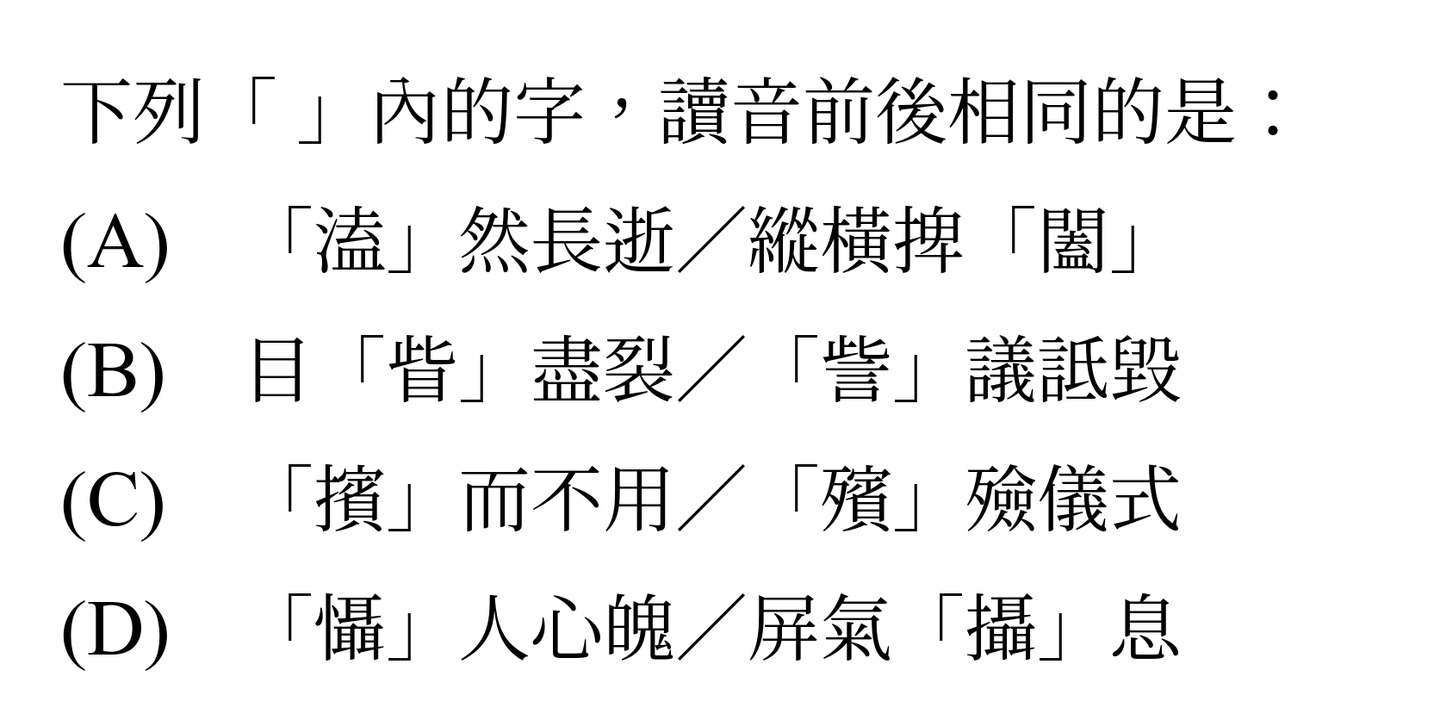 下列「 」內的字，讀音前後相同的是：
(A) 「溘」然長逝／縱橫捭「闔」
(B) 目「眥」盡裂／「訾」議詆毀
(C) 「擯」而不用／「殯」殮儀式
(D) 「懾」人心魄／屏氣「攝」息